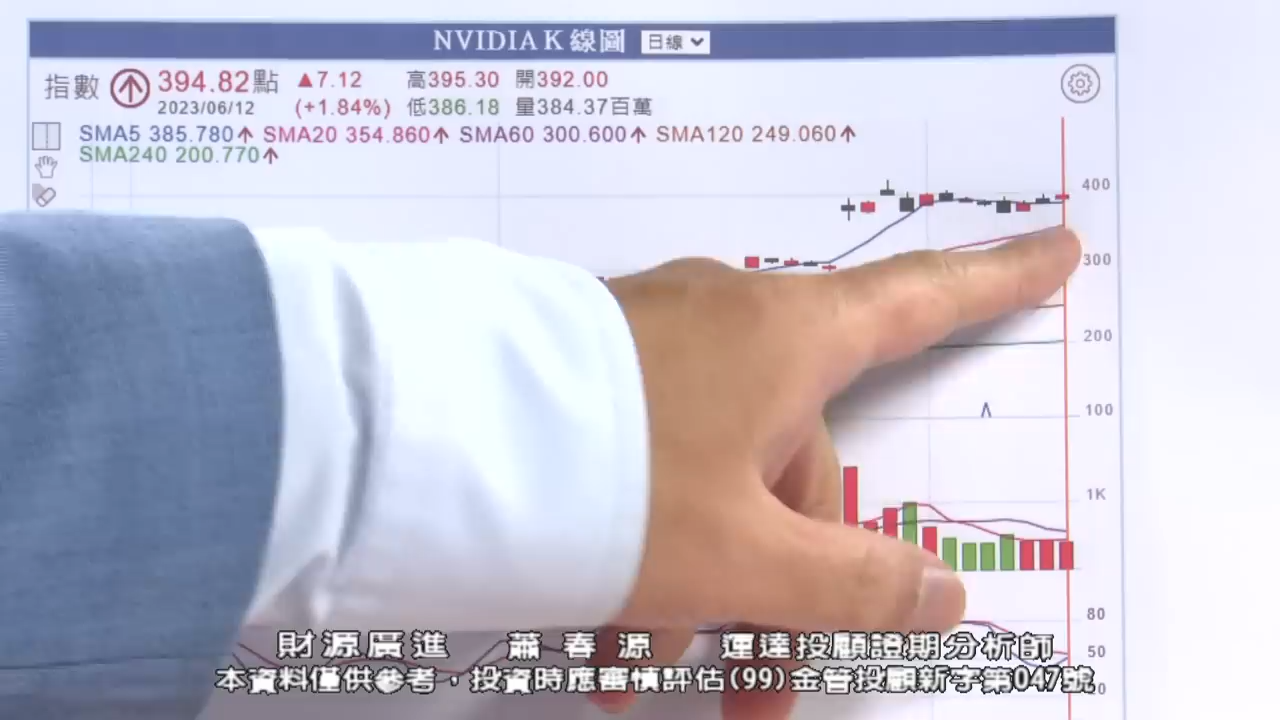 NVIDIA K 線圖 日線
指數 394.82點 ▲7.12 高395.30 開392.00
2023/06/12 (+1.84%) 低386.18 量384.37百萬
SMA5 385.780↑ SMA20 354.860↑ SMA60 300.600↑ SMA120 249.060↑
SMA240 200.770↑
400
300
200
100
1K
80
50
財源廣進 蕭春源 運達投顧證期分析師
本資料僅供參考，投資時應審慎評估(99)金管投顧新字第047號